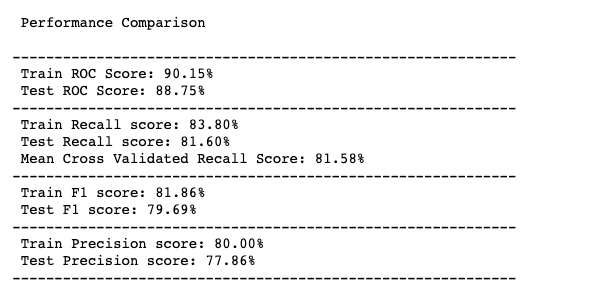 Performance Comparison
Train ROC Score: 90.15%
Test ROC Score: 88.75%
Train Recall score: 83.80%
Test Recall score: 81.60%
Mean Cross Validated Recall Score: 81.58%
Train F1 score: 81.86%
Test F1 score: 79.69%
Train Precision score: 80.00%
Test Precision score: 77.86%